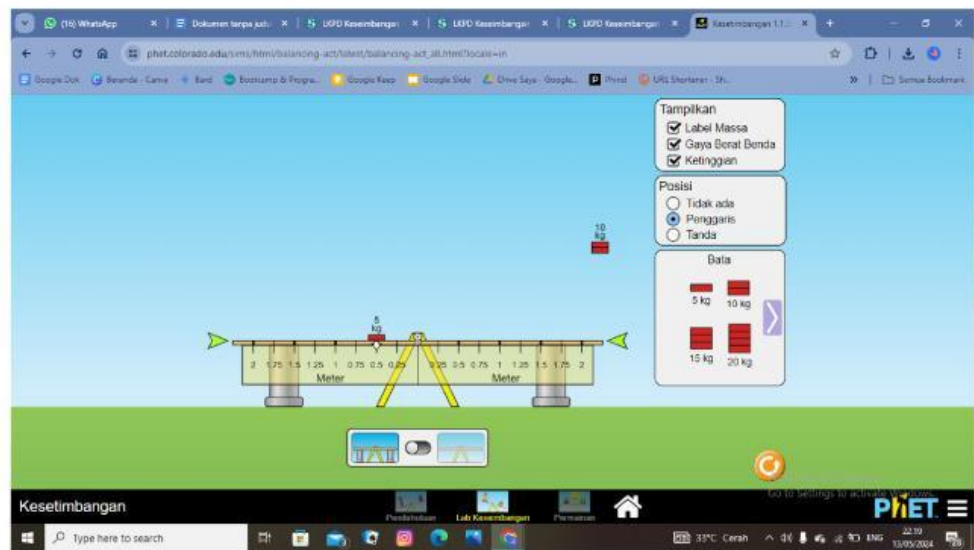 (16) WhatsApp
Dokumen tanpa judu
LKPD Keseimbangan
LKPD Keseimbangan
LKPD Keseimbangan
Kesetimbangan 1.1.
phet.colorado.edu/sims/html/balancing-act/latest/balancing-act_all.html?locale=in
Google Dok
Beranda - Canva
Bard
Bootcamp & Progra...
Google Keep
Google Slide
Drive Saya - Google...
URL Shortener - Sh...
Semua Bookmark
Tampilkan
Label Massa
Gaya Berat Benda
Ketinggian
Posisi
Tidak ada
Penggaris
Tanda
10
kg
Bata
5 kg
10 kg
15 kg
20 kg
5
kg
2 1.75 1.5 1.25 1 0.75 0.5 0.25 0.25 0.5 0.75 1 1.25 1.5 1.75 2
Meter
Meter
Go to Settings to activate Windows.
Kesetimbangan
Pendahuluan
Lab Kesetimbangan
Permainan
PhET
Type here to search
33°C Cerah
ENG
22:19
13/05/2024